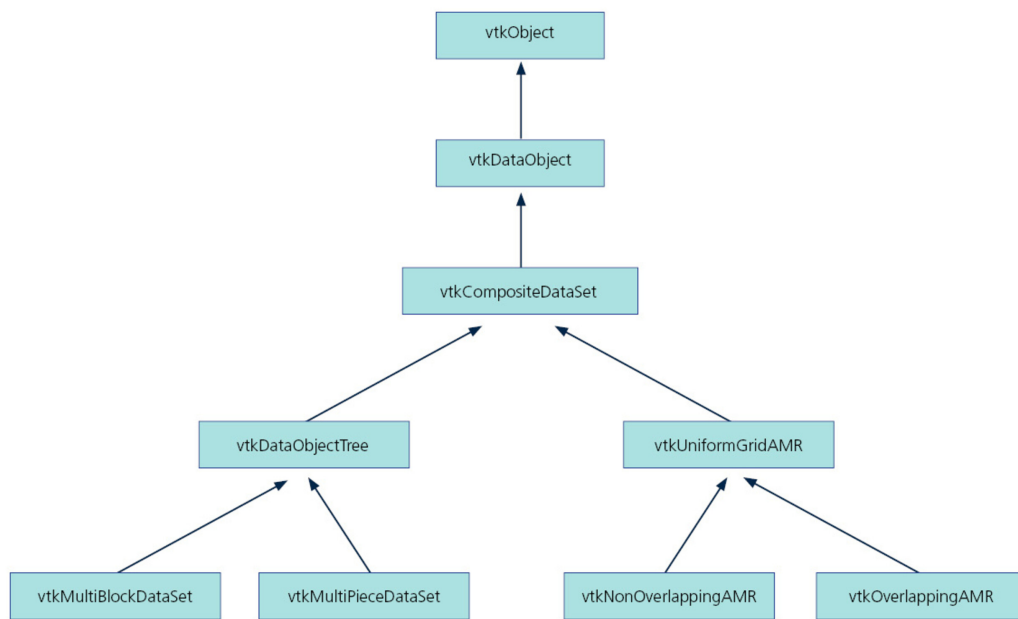 vtkObject
vtkDataObject
vtkCompositeDataSet
vtkDataObjectTree
vtkUniformGridAMR
vtkMultiBlockDataSet
vtkMultiPieceDataSet
vtkNonOverlappingAMR
vtkOverlappingAMR